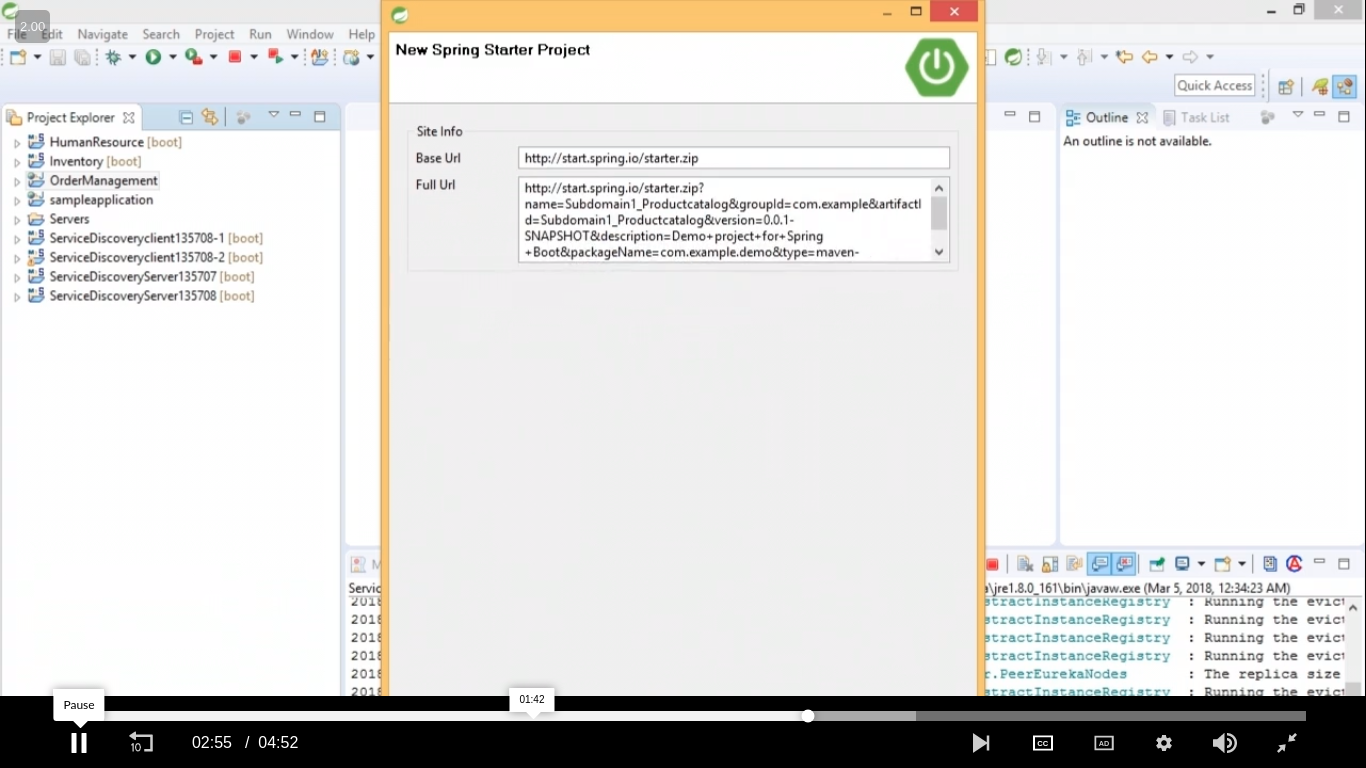 2.00
File Edit Navigate Search Project Run Window Help
New Spring Starter Project
Quick Access
Project Explorer
HumanResource [boot]
Inventory [boot]
OrderManagement
sampleapplication
Servers
ServiceDiscoveryclient135708-1 [boot]
ServiceDiscoveryclient135708-2 [boot]
ServiceDiscoveryServer135707 [boot]
ServiceDiscoveryServer135708 [boot]
Site Info
Base Url
http://start.spring.io/starter.zip
Full Url
http://start.spring.io/starter.zip?
name=Subdomain1_Productcatalog&groupId=com.example&artifactI
d=Subdomain1_Productcatalog&version=0.0.1-
SNAPSHOT&description=Demo+project+for+Spring
+Boot&packageName=com.example.demo&type=maven-
Outline Task List
An outline is not available.
M
Servic
a\jre1.8.0_161\bin\javaw.exe (Mar 5, 2018, 12:34:23 AM)
2018 stractInstanceRegistry : Running the evict
2018 stractInstanceRegistry : Running the evict
2018 stractInstanceRegistry : Running the evict
2018 stractInstanceRegistry : Running the evict
2018 r.PeerEurekaNodes : The replica size
2018 stractInstanceRegistry : Running the evict
Pause
01:42
10
02:55 / 04:52
CC
AD